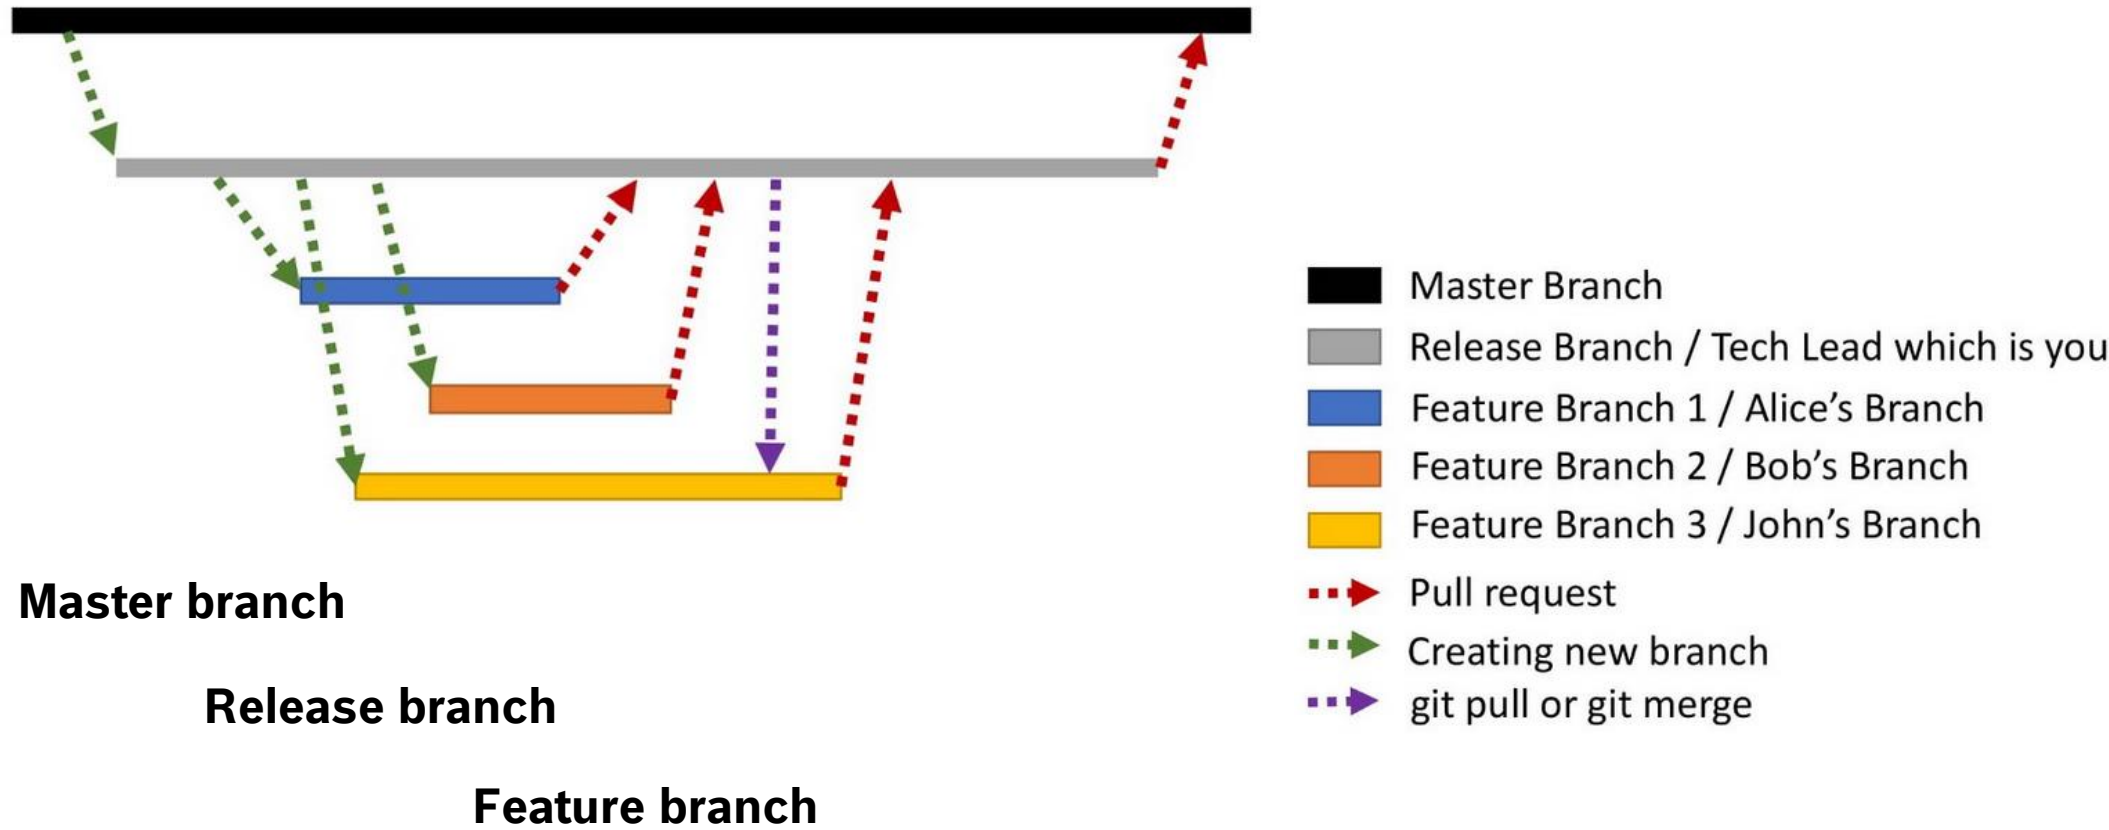 Master Branch
Release Branch / Tech Lead which is you
Feature Branch 1 / Alice’s Branch
Feature Branch 2 / Bob’s Branch
Feature Branch 3 / John’s Branch
Pull request
Creating new branch
git pull or git merge
Master branch
Release branch
Feature branch